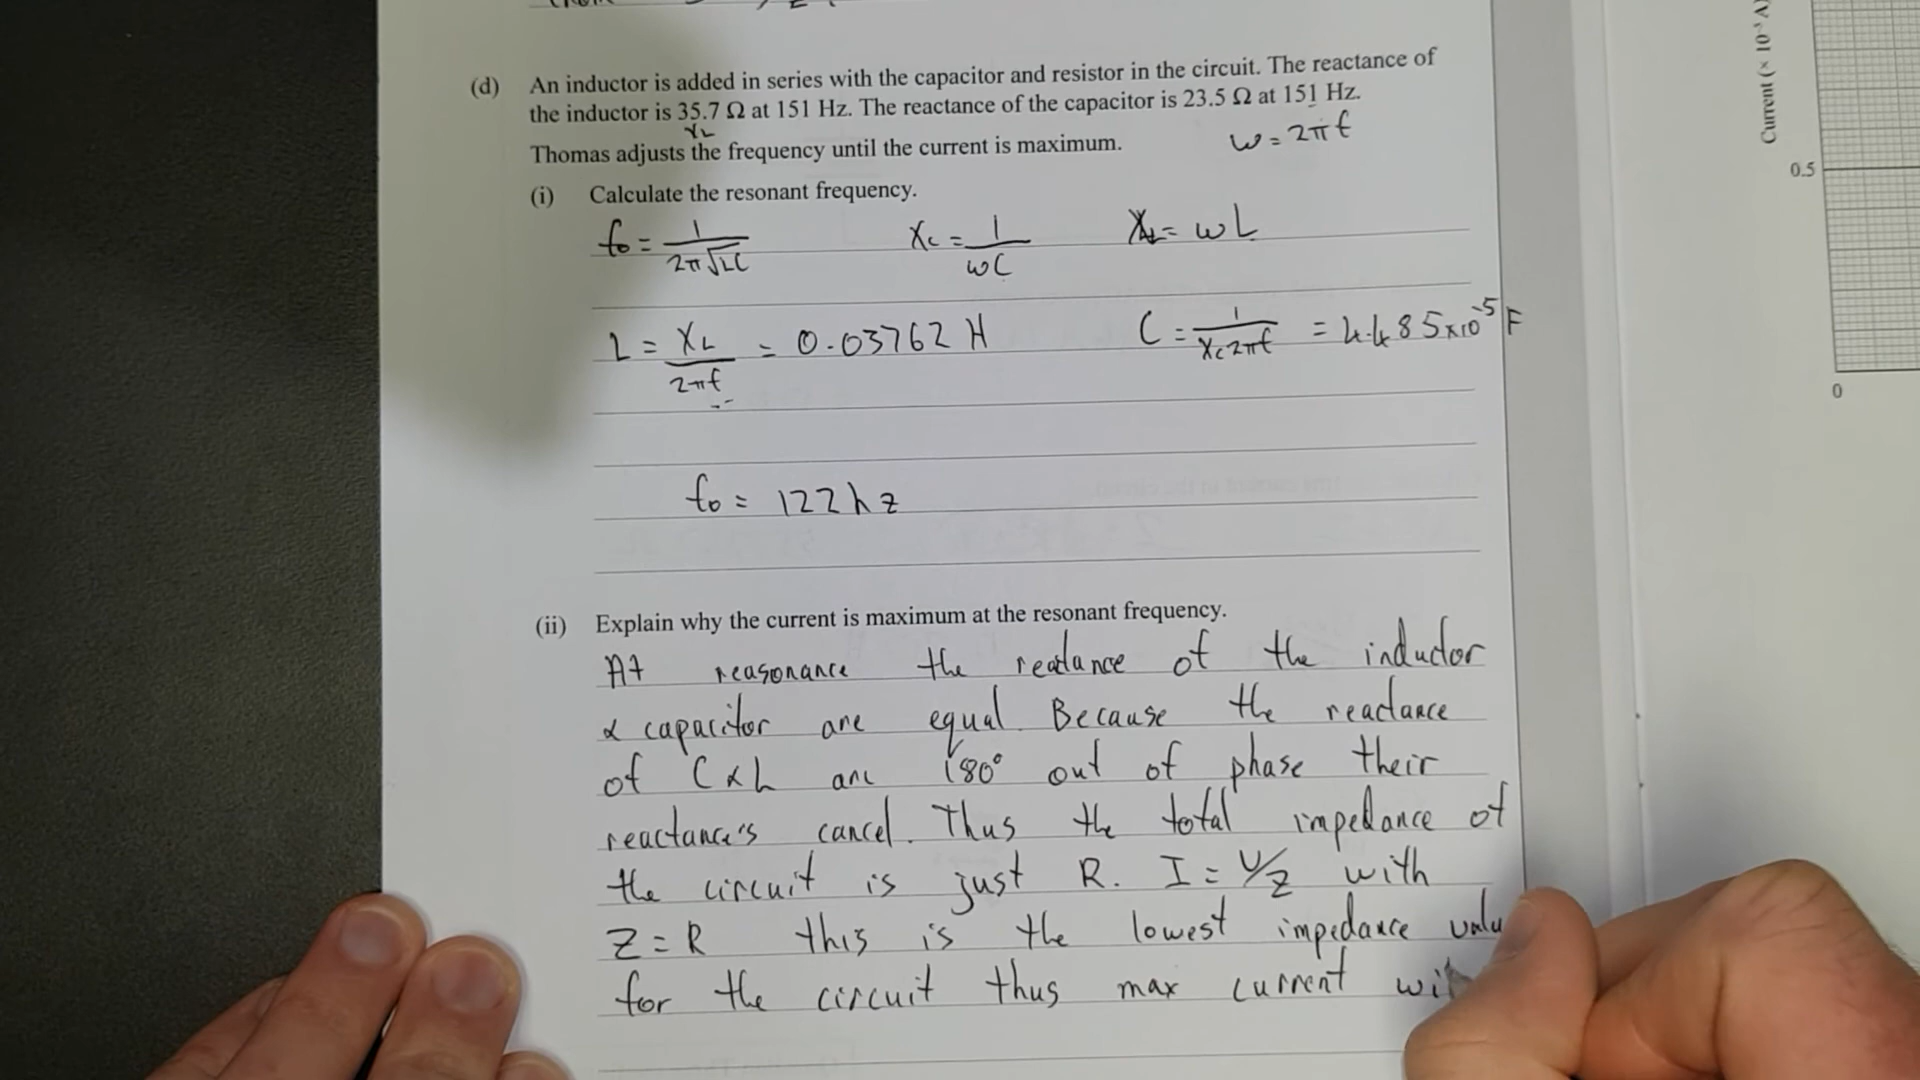 (d) An inductor is added in series with the capacitor and resistor in the circuit. The reactance of
the inductor is 35.7 Ω at 151 Hz. The reactance of the capacitor is 23.5 Ω at 151 Hz.
XL
ω = 2πf
Thomas adjusts the frequency until the current is maximum.
(i) Calculate the resonant frequency.
f₀ = 1/(2π√LC) Xc = 1/(ωC) XL = ωL
L = XL/(2πf) = 0.03762 H C = 1/(Xc2πf) = 4.485x10⁻⁵ F
f₀ = 122hz
(ii) Explain why the current is maximum at the resonant frequency.
At reasonance the reactance of the inductor
& capacitor are equal. Because the reactance
of C & L are 180° out of phase their
reactance's cancel. Thus the total impedance of
the circuit is just R. I = V/Z with
Z = R this is the lowest impedance valu
for the circuit thus max current wi
Current (× 10⁻³ A)
0.5
0